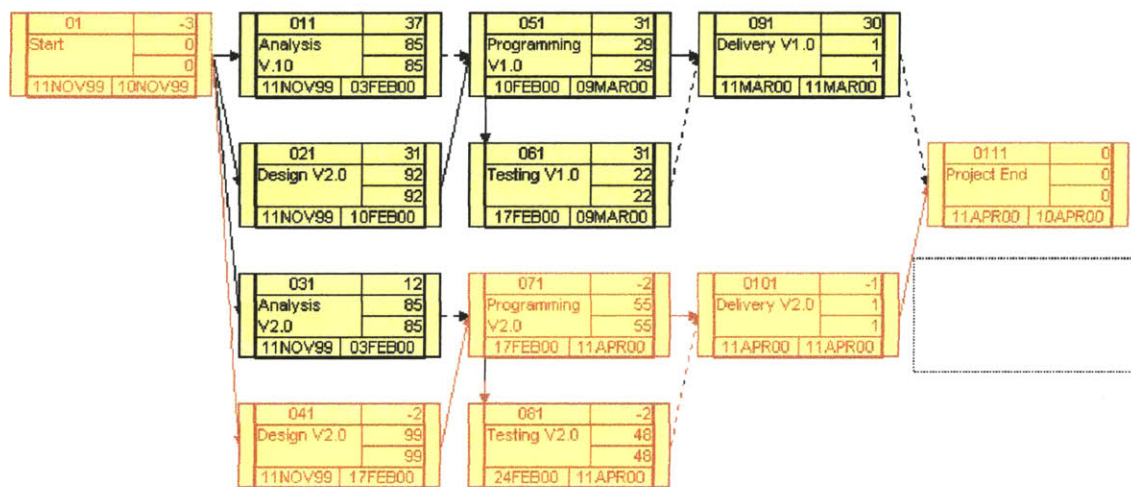 01 -3
Start 0
0
11NOV99 10NOV99
011 37
Analysis 85
V.10 85
11NOV99 03FEB00
051 31
Programming 29
V1.0 29
10FEB00 09MAR00
091 30
Delivery V1.0 1
1
11MAR00 11MAR00
021 31
Design V2.0 92
92
11NOV99 10FEB00
061 31
Testing V1.0 22
22
17FEB00 09MAR00
0111 0
Project End 0
0
11APR00 10APR00
031 12
Analysis 85
V2.0 85
11NOV99 03FEB00
071 -2
Programming 55
V2.0 55
17FEB00 11APR00
0101 -1
Delivery V2.0 1
1
11APR00 11APR00
041 -2
Design V2.0 99
99
11NOV99 17FEB00
081 -2
Testing V2.0 48
48
24FEB00 11APR00